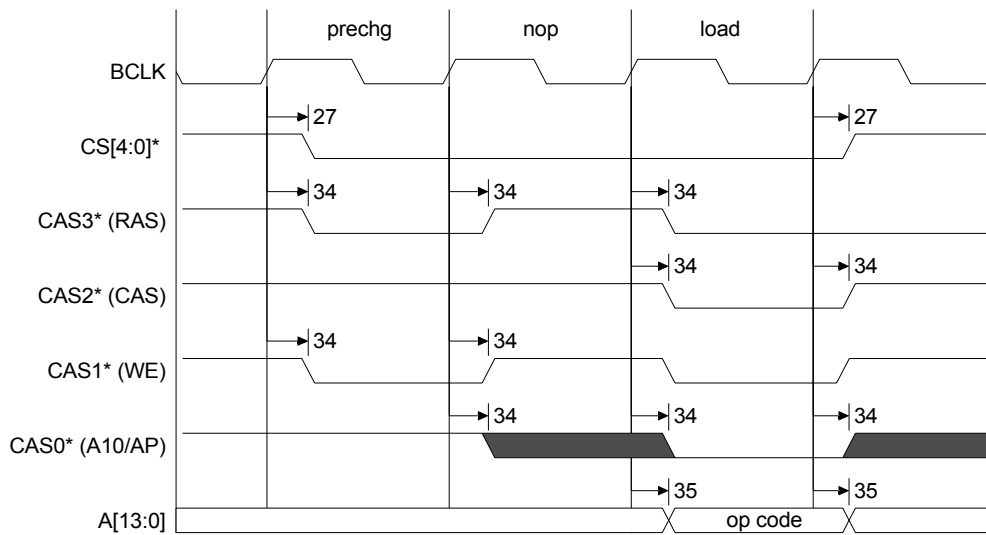 prechg nop load
BCLK
27 27
CS[4:0]*
34 34 34
CAS3* (RAS)
34 34
CAS2* (CAS)
34 34
CAS1* (WE)
34 34 34
CAS0* (A10/AP)
35 35
A[13:0] op code